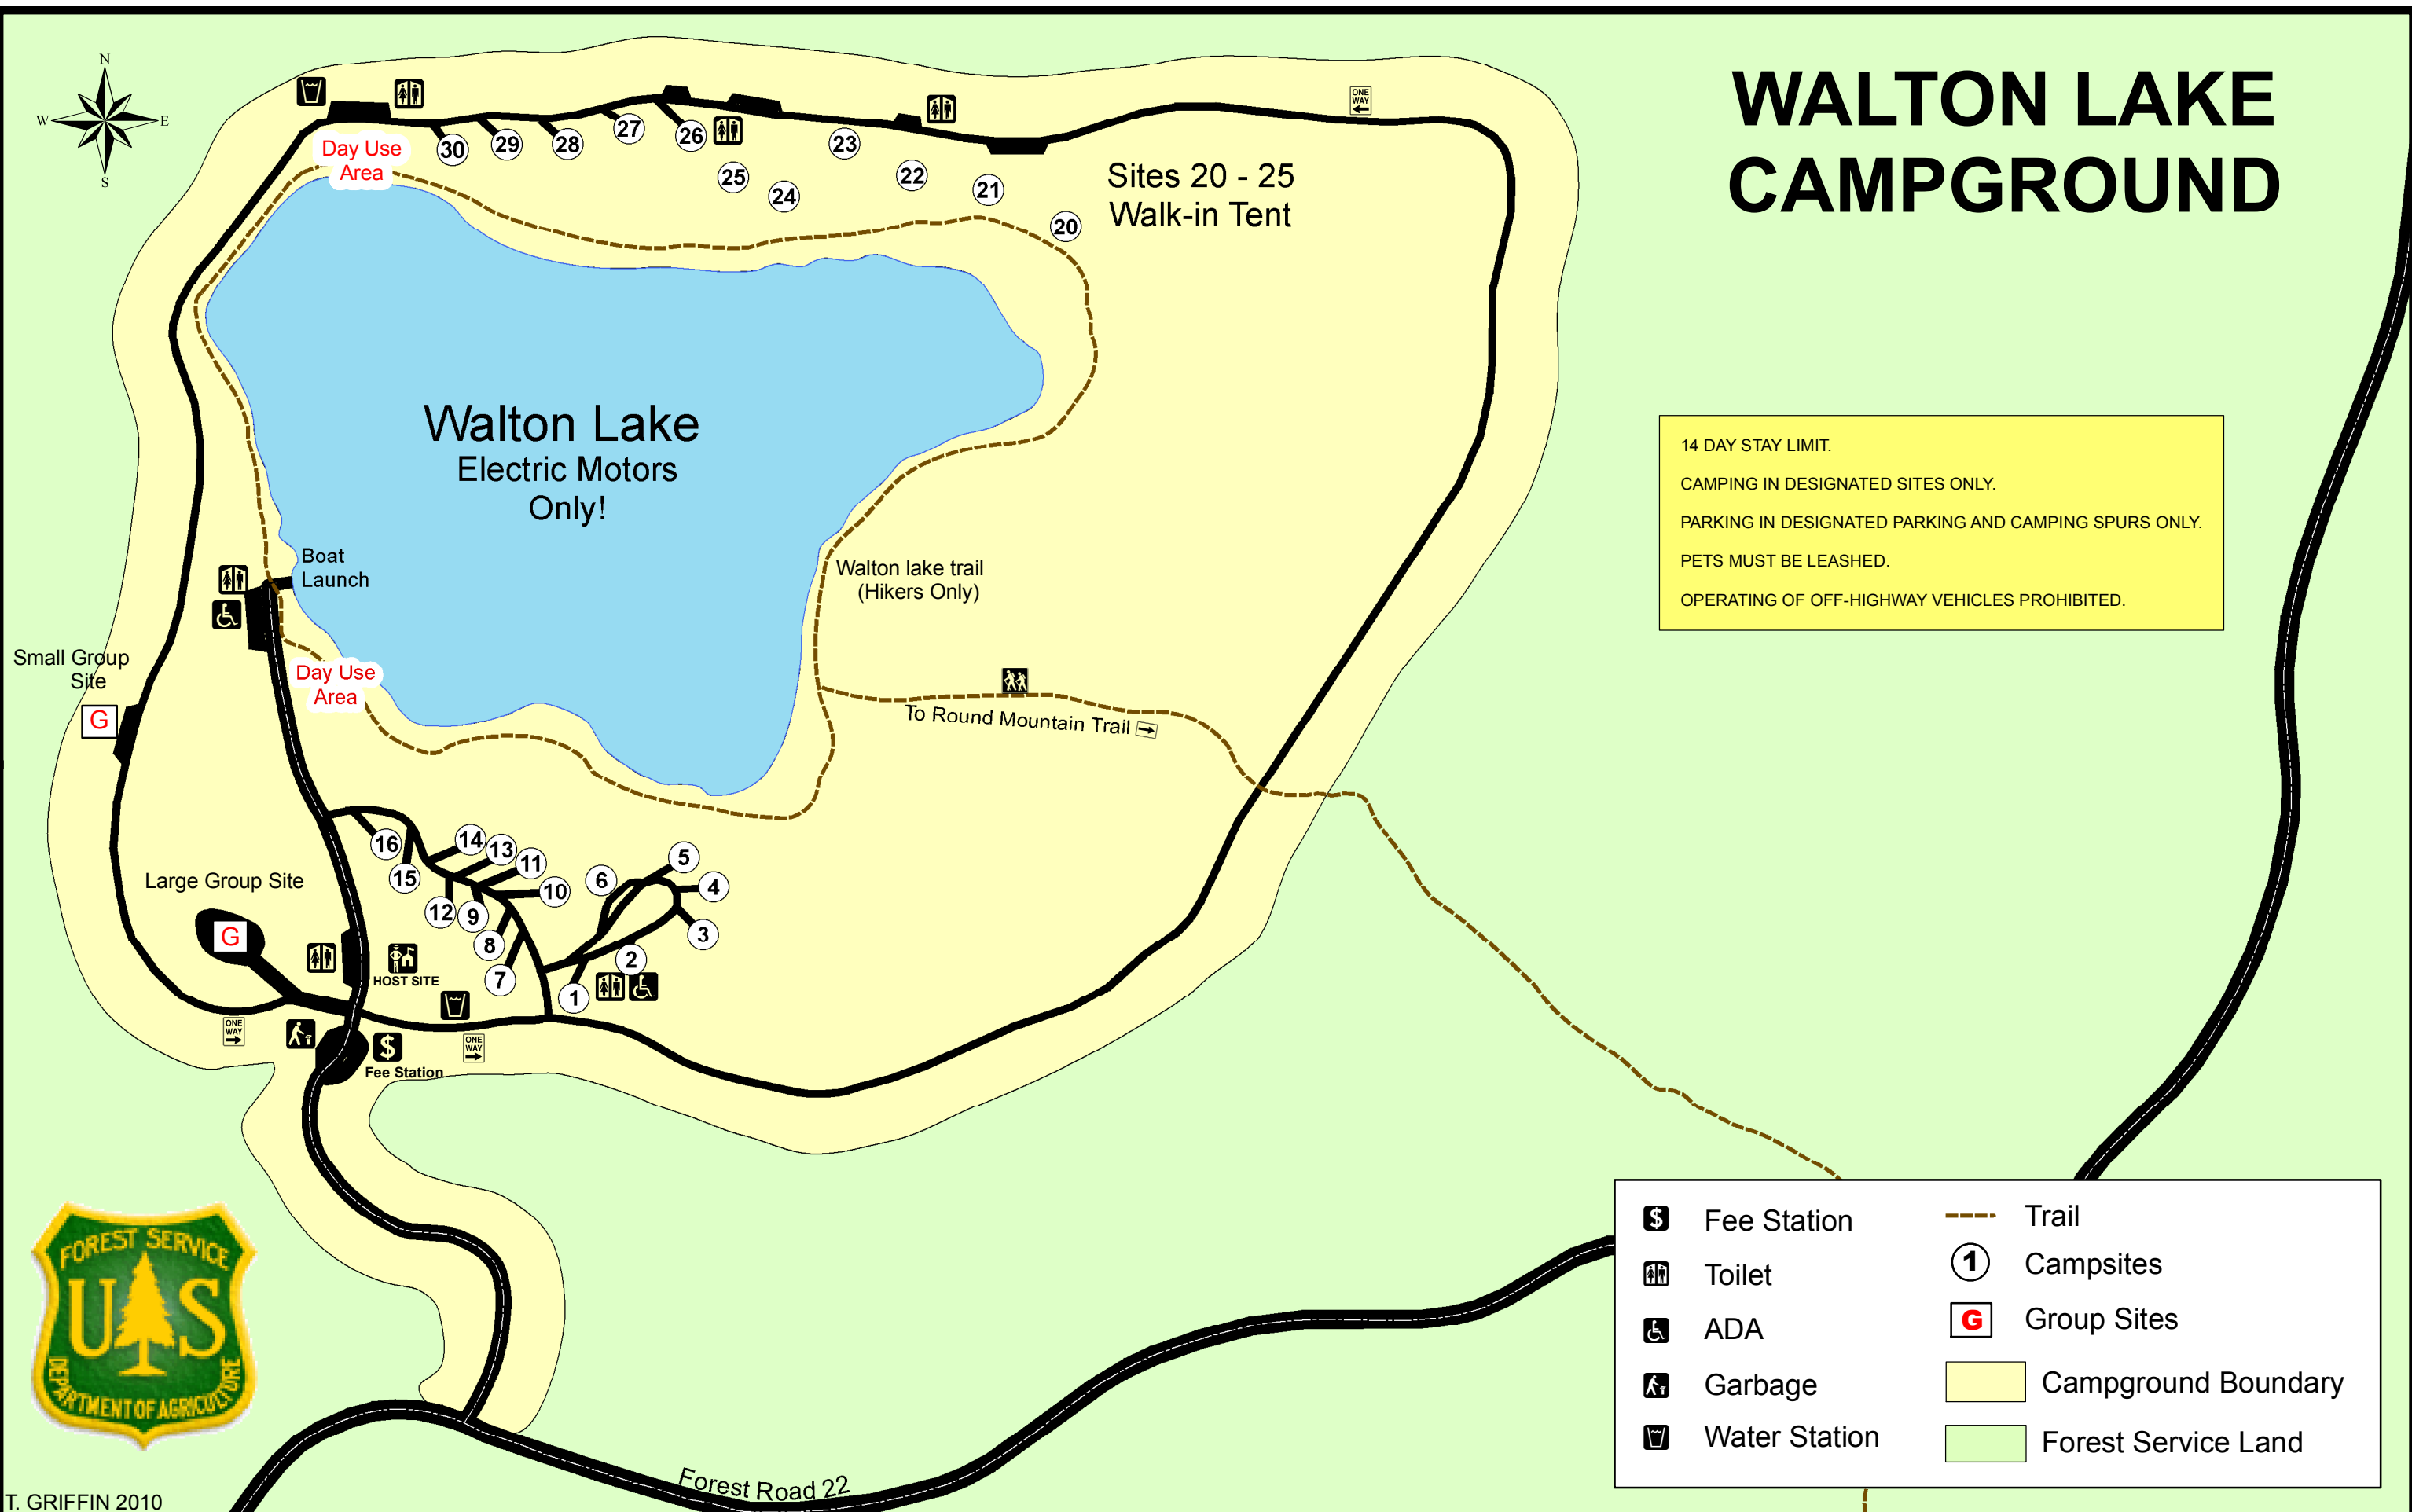 WALTON LAKE
CAMPGROUND
N
W
E
S
ONE
WAY
Day Use
Area
30
29
28
27
26
25
24
23
22
21
20
Sites 20 - 25
Walk-in Tent
Walton Lake
Electric Motors
Only!
14 DAY STAY LIMIT.
CAMPING IN DESIGNATED SITES ONLY.
PARKING IN DESIGNATED PARKING AND CAMPING SPURS ONLY.
PETS MUST BE LEASHED.
OPERATING OF OFF-HIGHWAY VEHICLES PROHIBITED.
Boat
Launch
Walton lake trail
(Hikers Only)
Small Group
Site
G
Day Use
Area
To Round Mountain Trail
16
15
14
13
11
10
12
9
8
7
6
5
4
3
2
1
Large Group Site
G
HOST SITE
ONE
WAY
$
Fee Station
ONE
WAY
FOREST SERVICE
U S
DEPARTMENT OF AGRICULTURE
Forest Road 22
T. GRIFFIN 2010
$ Fee Station
Toilet
ADA
Garbage
Water Station
Trail
1 Campsites
G Group Sites
Campground Boundary
Forest Service Land